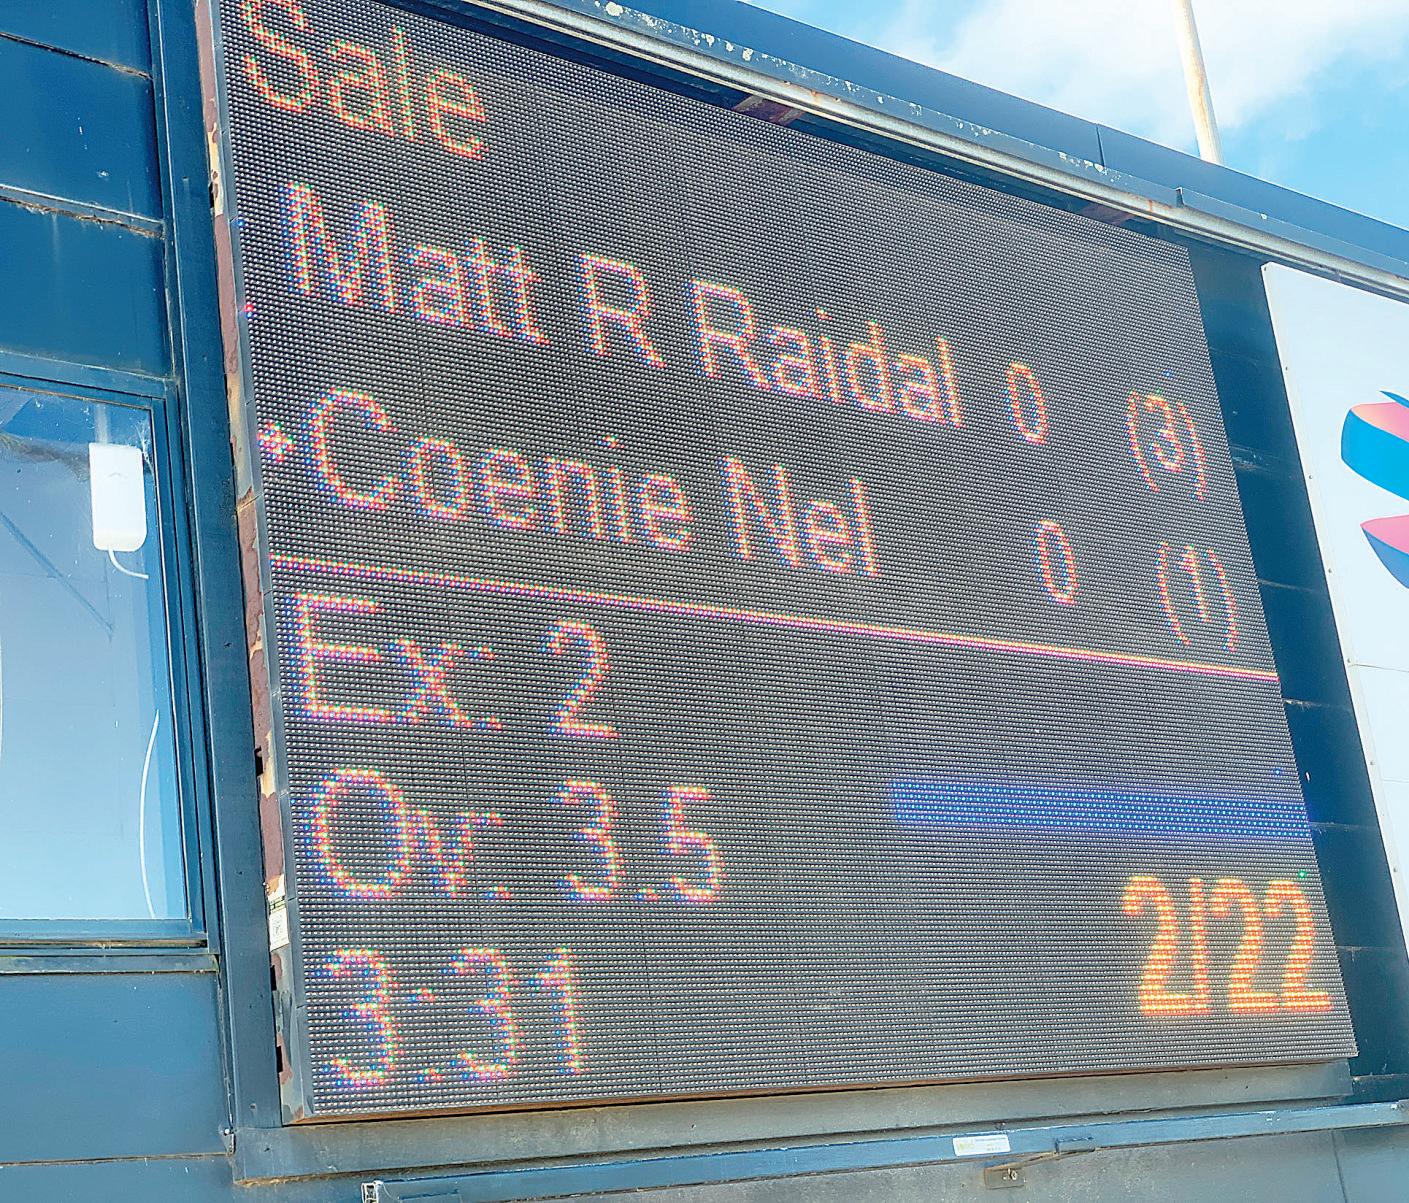 Sale
Matt R Raidal 0 (3)
Coenie Nel 0 (1)
Ex: 2
Ov: 3.5
3:31 2/22